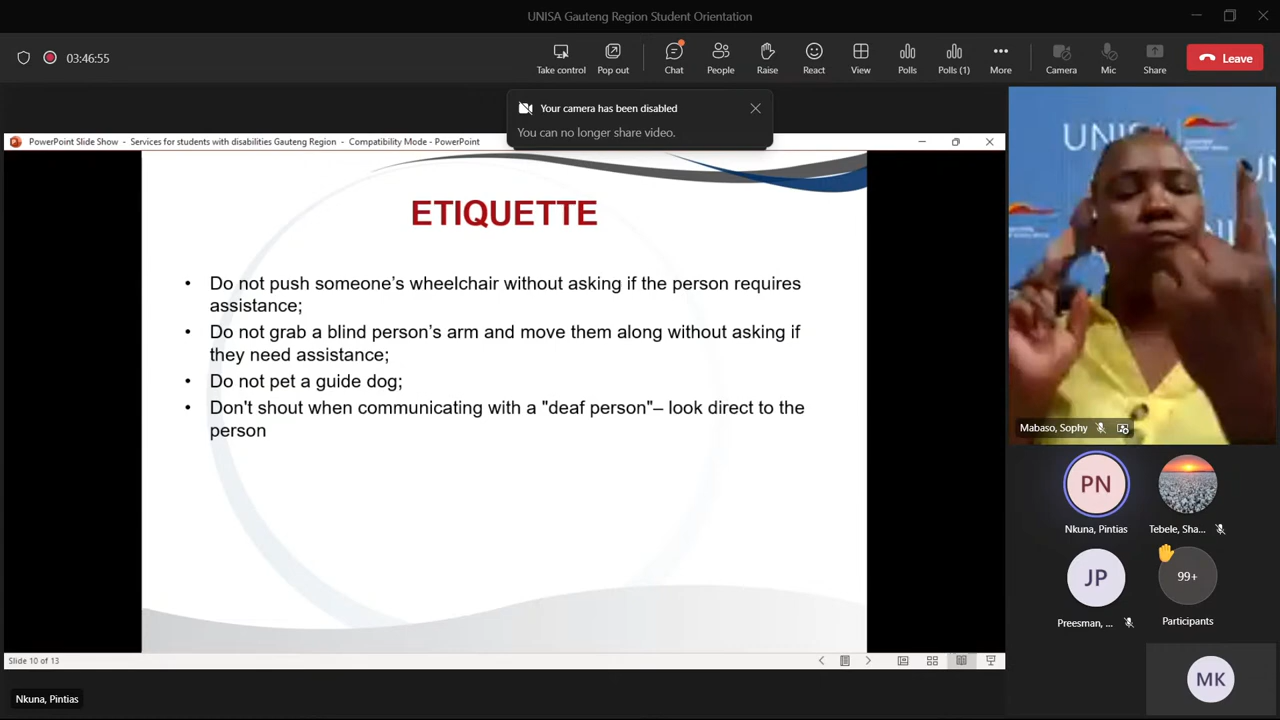 UNISA Gauteng Region Student Orientation
03:46:55
Take control
Pop out
Chat
People
Raise
React
View
Polls
Polls (1)
More
Camera
Mic
Share
Leave
Your camera has been disabled
You can no longer share video.
PowerPoint Slide Show - Services for students with disabilities Gauteng Region - Compatibility Mode - PowerPoint
ETIQUETTE
• Do not push someone’s wheelchair without asking if the person requires
assistance;
• Do not grab a blind person’s arm and move them along without asking if
they need assistance;
• Do not pet a guide dog;
• Don't shout when communicating with a "deaf person"– look direct to the
person
Slide 10 of 13
Nkuna, Pintias
UNISA
Mabaso, Sophy
PN
Nkuna, Pintias
Tebele, Sha...
JP
Preesman, ...
99+
Participants
MK